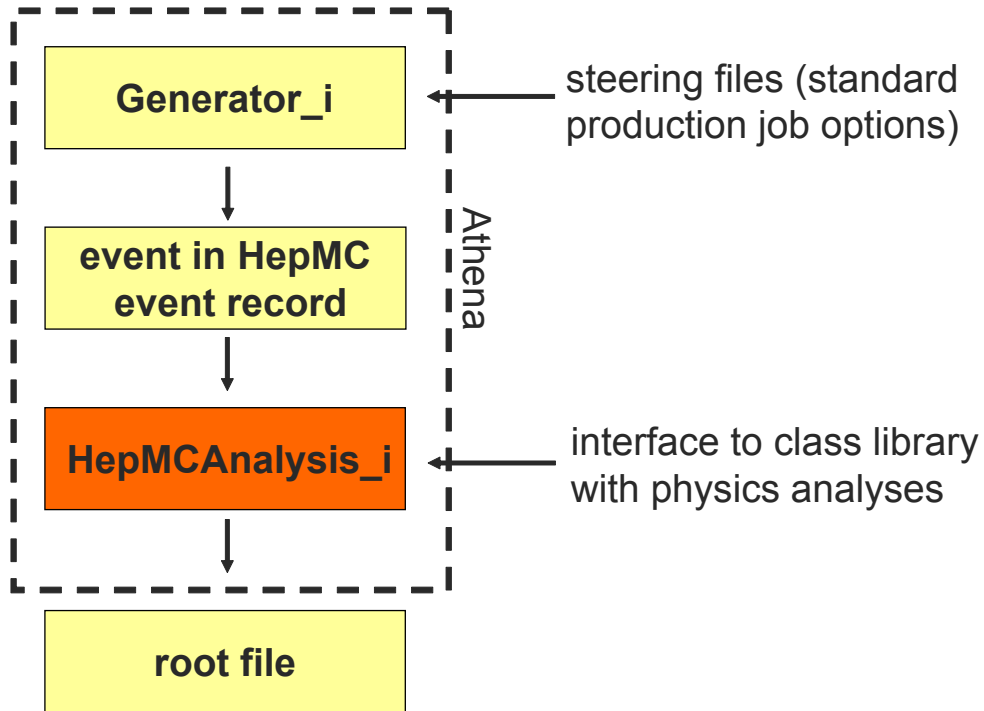 Generator_i
steering files (standard
production job options)
event in HepMC
event record
Athena
HepMCAnalysis_i
interface to class library
with physics analyses
root file